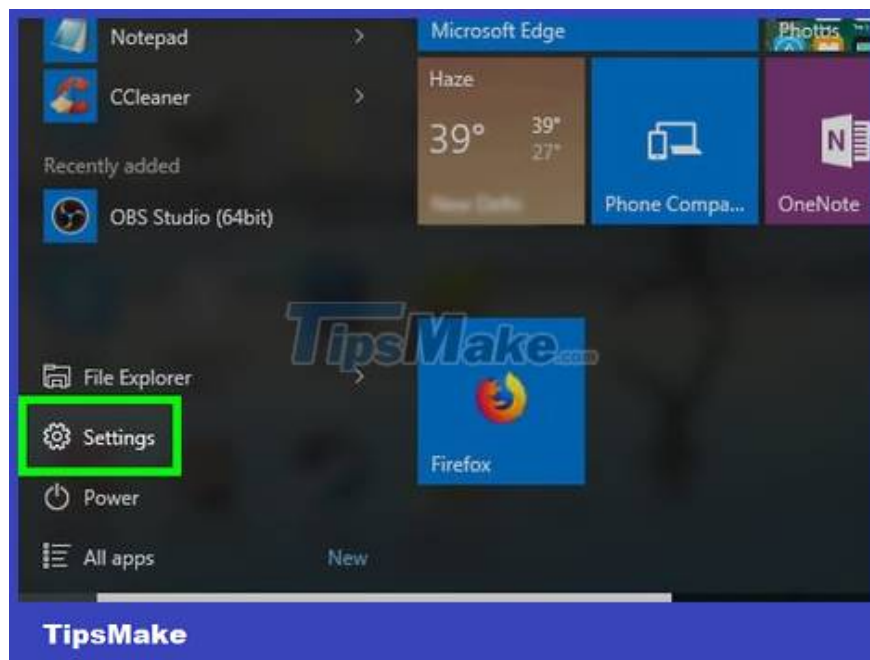 Notepad
CCleaner
Recently added
OBS Studio (64bit)
File Explorer
Settings
Power
All apps
New
Microsoft Edge
Photos
Haze
39°
39°
27°
Phone Compa...
OneNote
Firefox
TipsMake.com
TipsMake